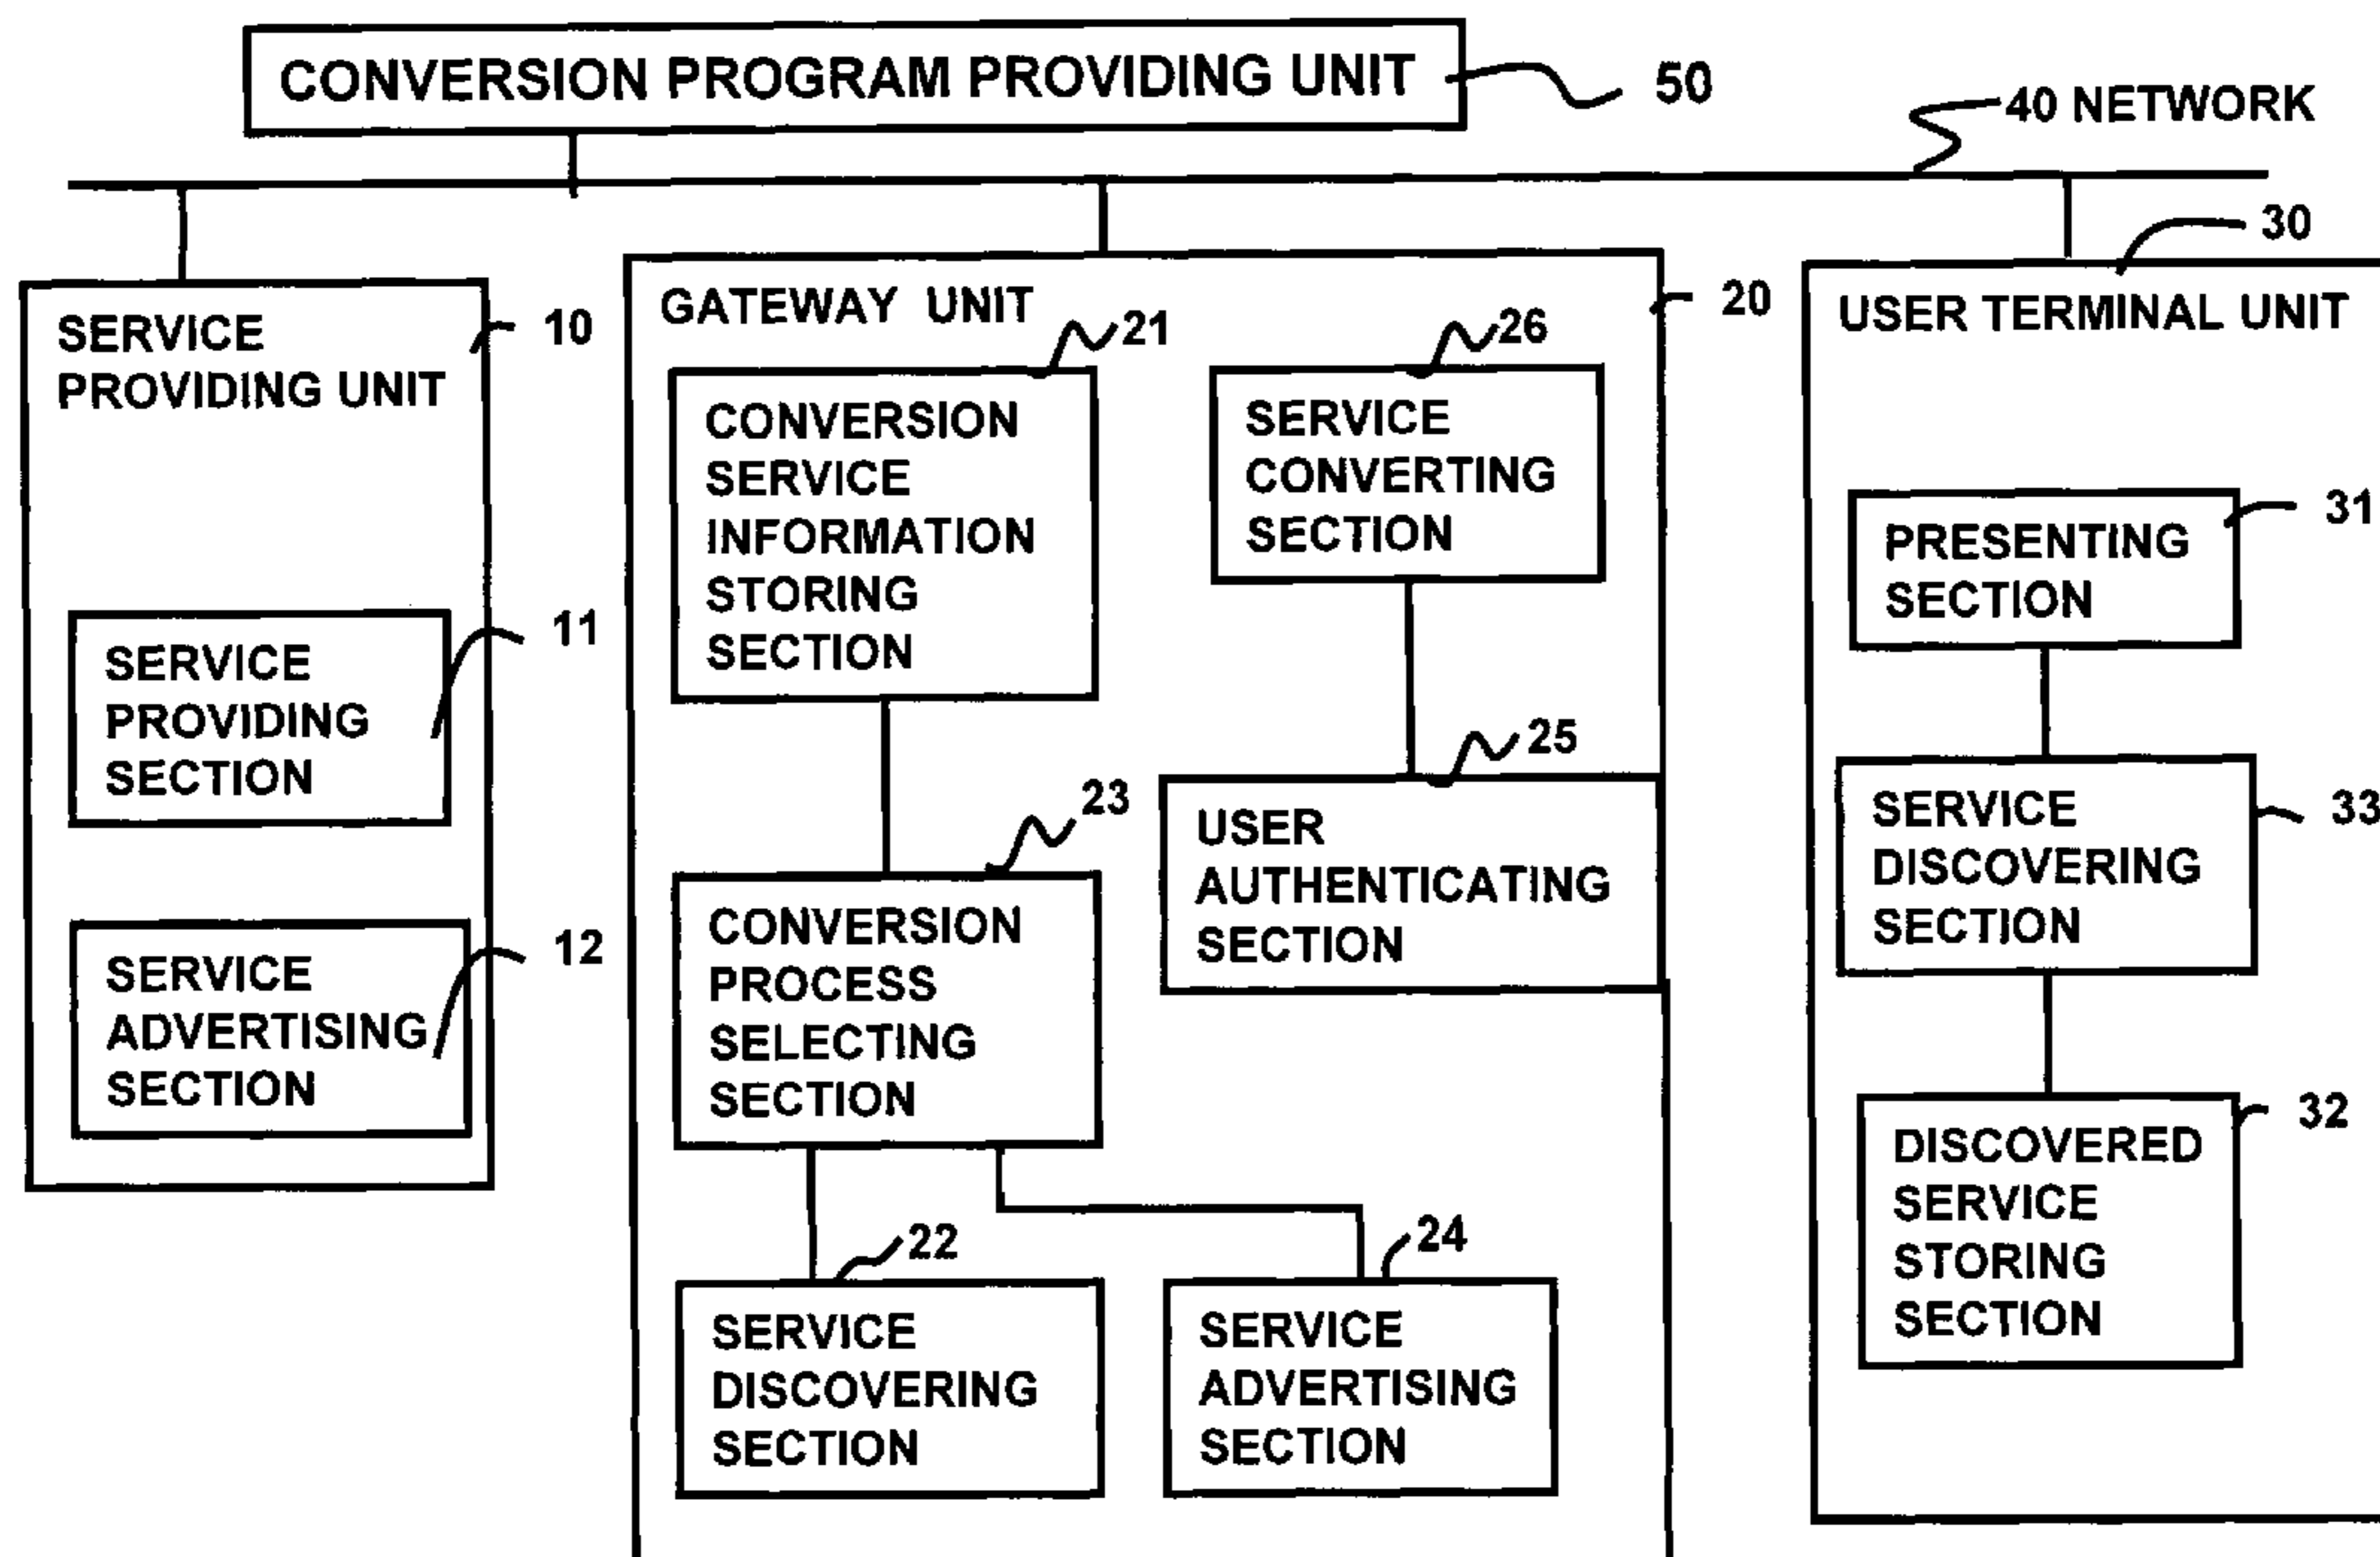 CONVERSION PROGRAM PROVIDING UNIT
50
40 NETWORK
SERVICE
PROVIDING UNIT
10
SERVICE
PROVIDING
SECTION
11
SERVICE
ADVERTISING
SECTION
12
GATEWAY UNIT
20
21
CONVERSION
SERVICE
INFORMATION
STORING
SECTION
26
SERVICE
CONVERTING
SECTION
25
USER
AUTHENTICATING
SECTION
23
CONVERSION
PROCESS
SELECTING
SECTION
22
SERVICE
DISCOVERING
SECTION
24
SERVICE
ADVERTISING
SECTION
30
USER TERMINAL UNIT
31
PRESENTING
SECTION
33
SERVICE
DISCOVERING
SECTION
32
DISCOVERED
SERVICE
STORING
SECTION